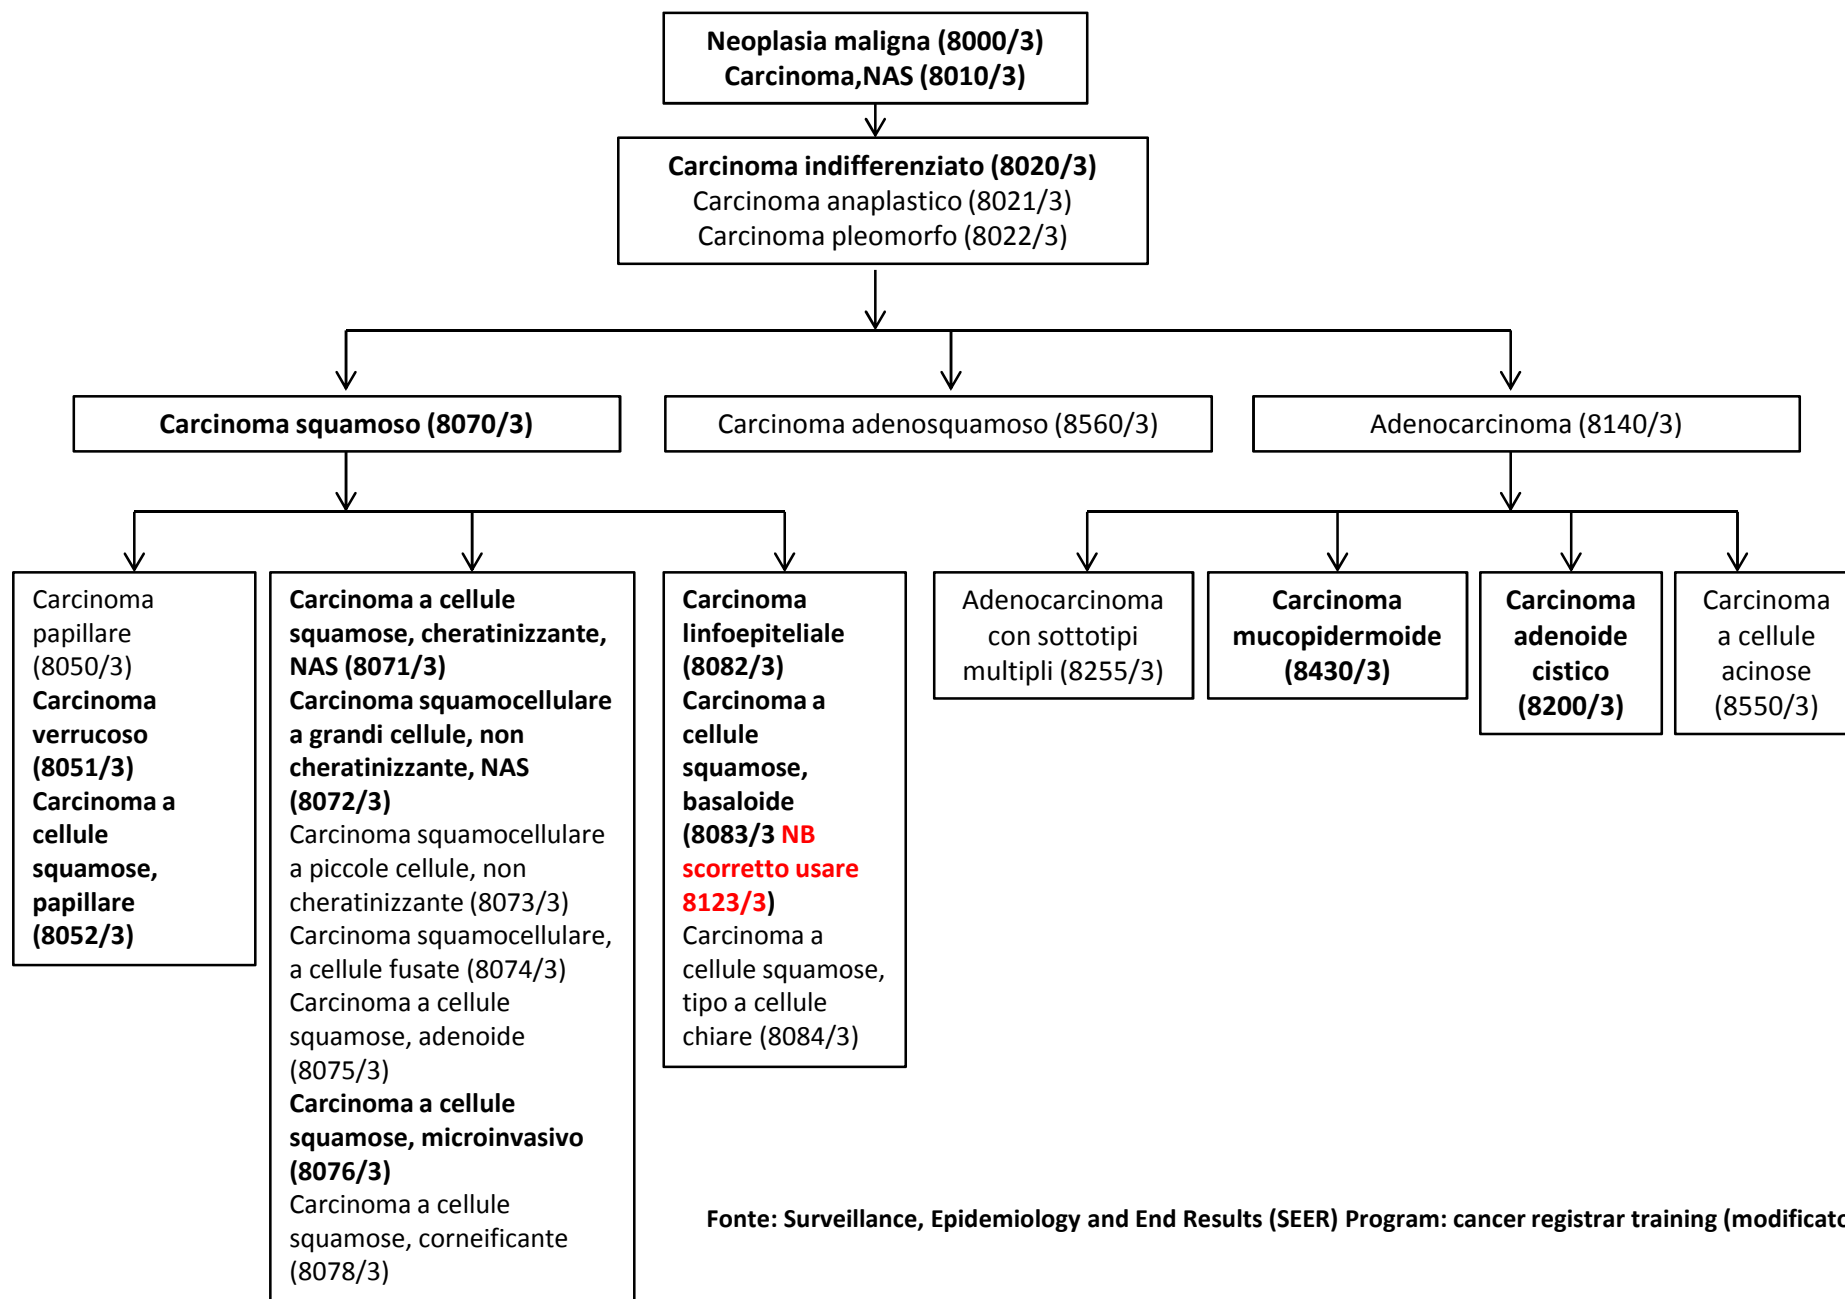 Neoplasia maligna (8000/3)
Carcinoma,NAS (8010/3)
Carcinoma indifferenziato (8020/3)
Carcinoma anaplastico (8021/3)
Carcinoma pleomorfo (8022/3)
Carcinoma squamoso (8070/3)
Carcinoma adenosquamoso (8560/3)
Adenocarcinoma (8140/3)
Carcinoma
papillare
(8050/3)
Carcinoma
verrucoso
(8051/3)
Carcinoma a
cellule
squamose,
papillare
(8052/3)
Carcinoma a cellule
squamose, cheratinizzante,
NAS (8071/3)
Carcinoma squamocellulare
a grandi cellule, non
cheratinizzante, NAS
(8072/3)
Carcinoma squamocellulare
a piccole cellule, non
cheratinizzante (8073/3)
Carcinoma squamocellulare,
a cellule fusate (8074/3)
Carcinoma a cellule
squamose, adenoide
(8075/3)
Carcinoma a cellule
squamose, microinvasivo
(8076/3)
Carcinoma a cellule
squamose, corneificante
(8078/3)
Carcinoma
linfoepiteliale
(8082/3)
Carcinoma a
cellule
squamose,
basaloide
(8083/3 NB
scorretto usare
8123/3)
Carcinoma a
cellule squamose,
tipo a cellule
chiare (8084/3)
Adenocarcinoma
con sottotipi
multipli (8255/3)
Carcinoma
mucopidermoide
(8430/3)
Carcinoma
adenoide
cistico
(8200/3)
Carcinoma
a cellule
acinose
(8550/3)
Fonte: Surveillance, Epidemiology and End Results (SEER) Program: cancer registrar training (modificato